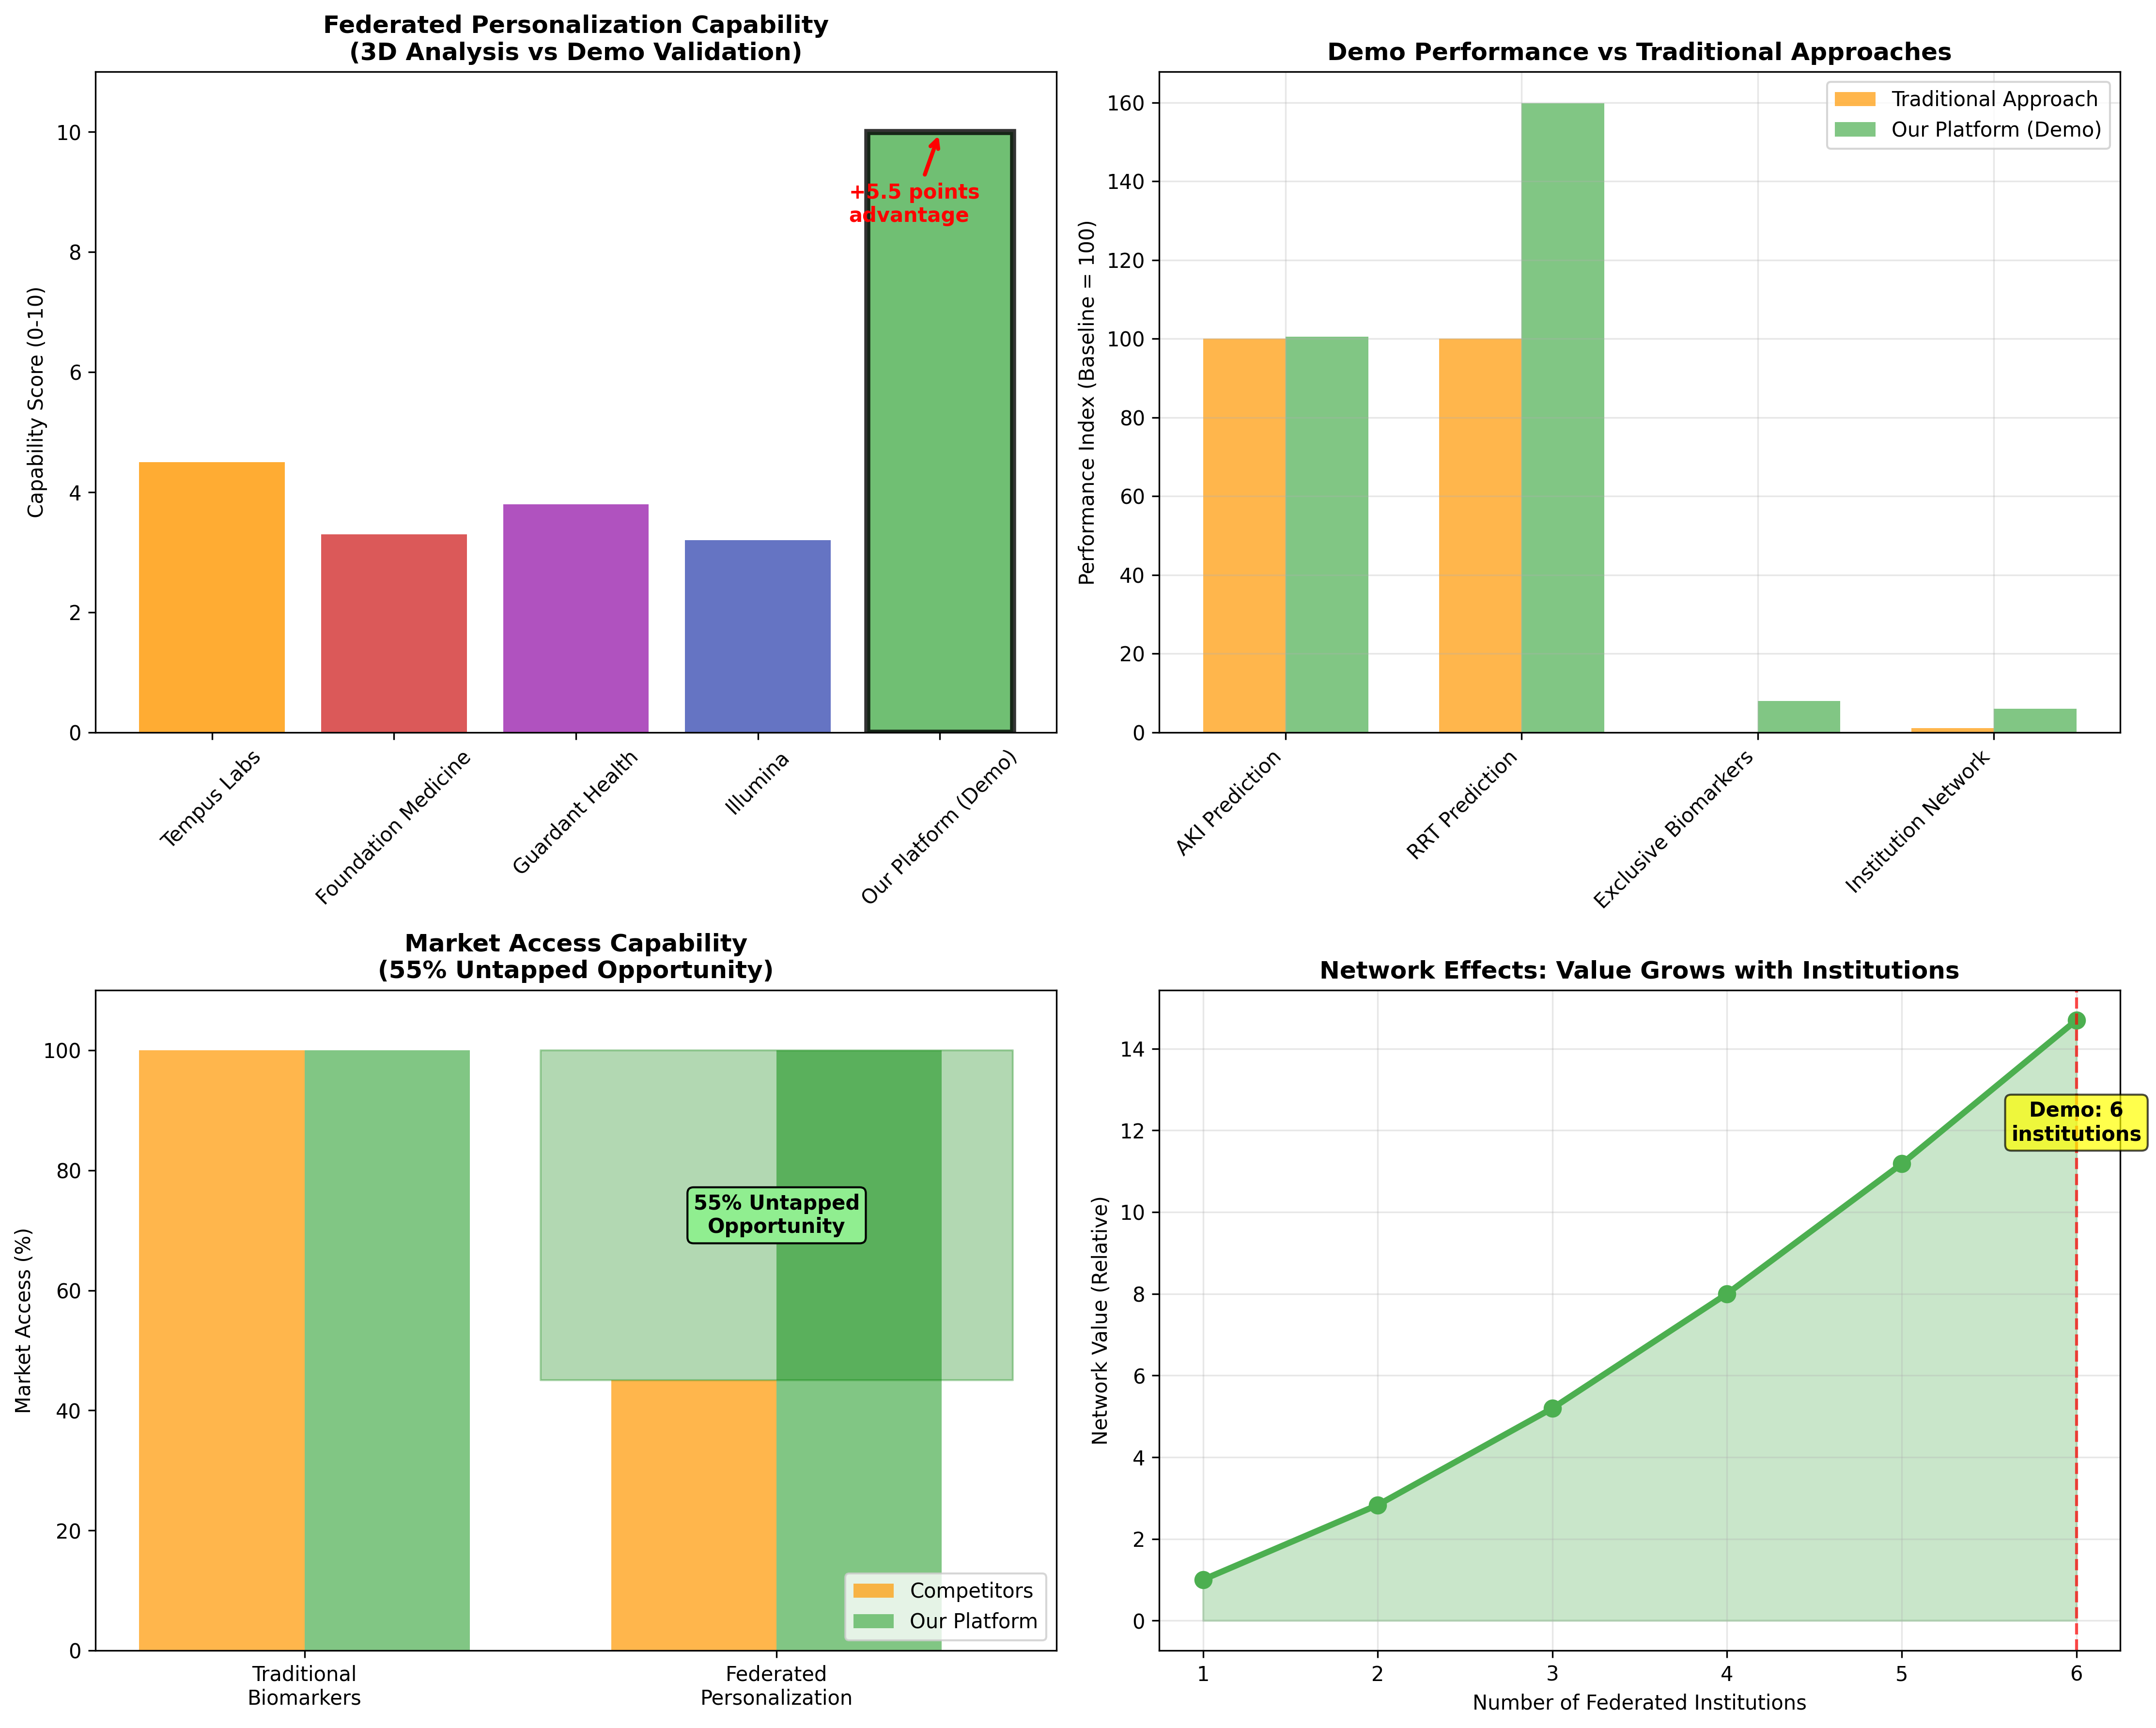 Federated Personalization Capability
(3D Analysis vs Demo Validation)
Capability Score (0-10)
10
8
6
4
2
0
+5.5 points
advantage
Tempus Labs
Foundation Medicine
Guardant Health
Illumina
Our Platform (Demo)
Demo Performance vs Traditional Approaches
Performance Index (Baseline = 100)
160
140
120
100
80
60
40
20
0
Traditional Approach
Our Platform (Demo)
AKI Prediction
RRT Prediction
Exclusive Biomarkers
Institution Network
Market Access Capability
(55% Untapped Opportunity)
Market Access (%)
100
80
60
40
20
0
55% Untapped
Opportunity
Competitors
Our Platform
Traditional
Biomarkers
Federated
Personalization
Network Effects: Value Grows with Institutions
Network Value (Relative)
14
12
10
8
6
4
2
0
Demo: 6
institutions
1
2
3
4
5
6
Number of Federated Institutions